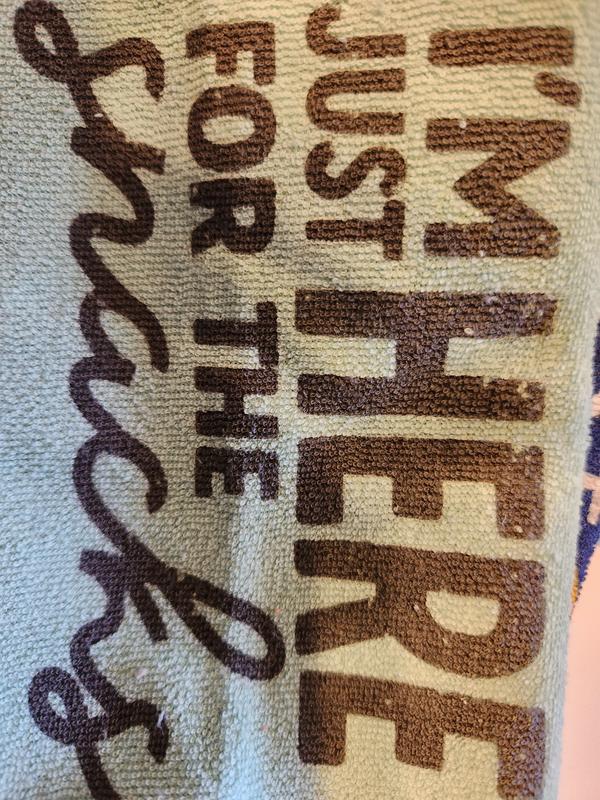 I'M
JUST HERE
FOR THE
snacks